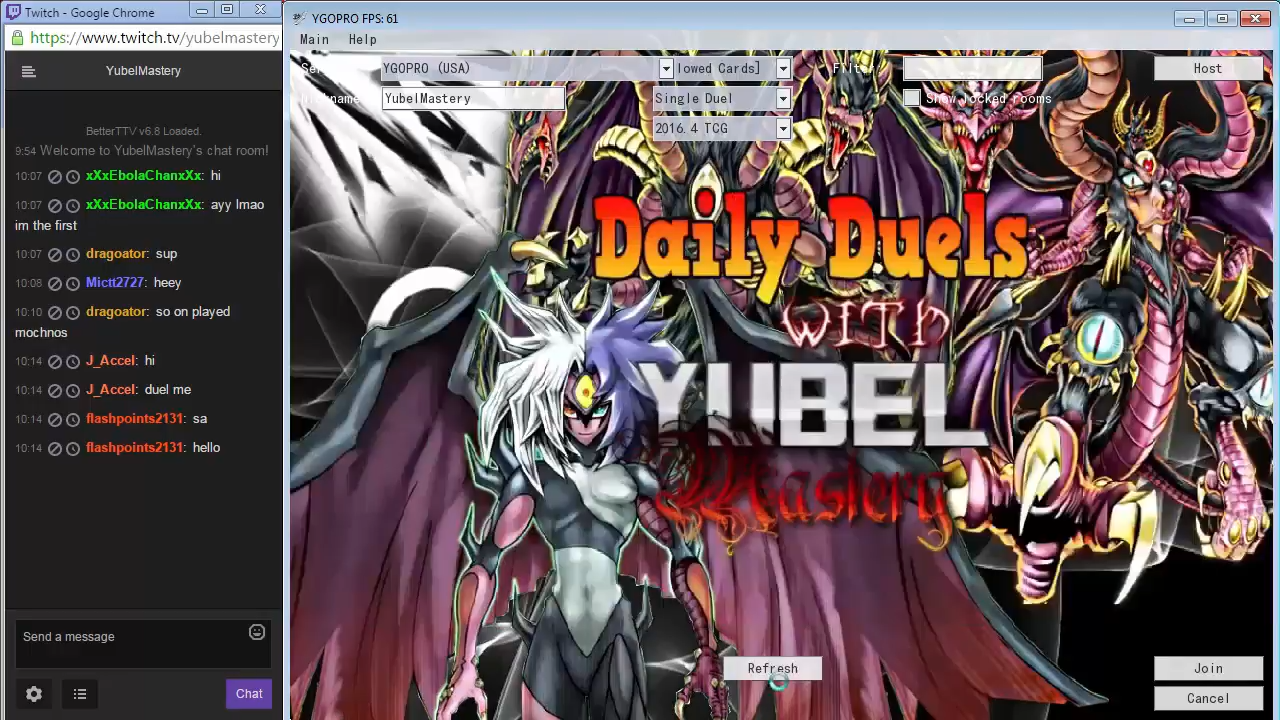 Twitch - Google Chrome
https://www.twitch.tv/yubelmastery
YubelMastery
BetterTTV v6.8 Loaded.
9:54 Welcome to YubelMastery's chat room!
10:07 xXxEbolaChanxXx: hi
10:07 xXxEbolaChanxXx: ayy lmao
im the first
10:07 dragoator: sup
10:08 Mictt2727: heey
10:10 dragoator: so on played
mochnos
10:14 J_Accel: hi
10:14 J_Accel: duel me
10:14 flashpoints2131: sa
10:14 flashpoints2131: hello
Send a message
Chat
YGOPRO FPS: 61
Main Help
YGOPRO (USA) lowed Cards] Filter Host
Nickname YubelMastery Single Duel Show locked rooms
2016.4 TCG
Daily Duels
WITH
YUBEL
Mastery
Refresh
Join
Cancel